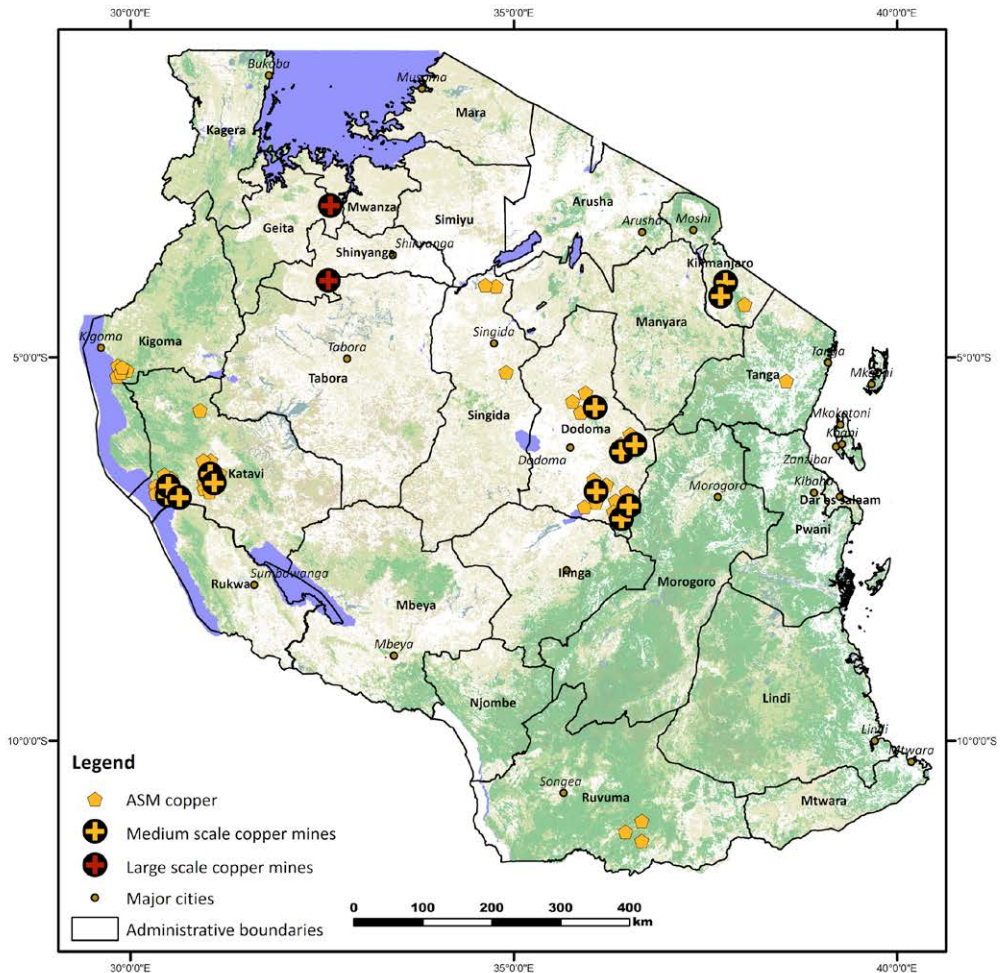 30°0'0"E
35°0'0"E
40°0'0"E
Bukoba
Musoma
Mara
Kagera
Mwanza
Arusha
Geita
Simiyu
Arusha
Moshi
Shinyanga
Shinyanga
Kilimanjaro
Manyara
Kigoma
Kigoma
Singida
Tabora
5°0'0"S
5°0'0"S
Tanga
Tabora
Tanga
Mkoani
Singida
Mkokotoni
Dodoma
Koani
Dodoma
Zanzibar
Katavi
Morogoro
Kibaha
Dar es Salaam
Pwani
Iringa
Rukwa
Sumbawanga
Morogoro
Mbeya
Mbeya
Njombe
Lindi
Lindi
10°0'0"S
10°0'0"S
Mtwara
Legend
Songea
Ruvuma
Mtwara
ASM copper
Medium scale copper mines
Large scale copper mines
Major cities
Administrative boundaries
0 100 200 300 400
km
30°0'0"E
35°0'0"E
40°0'0"E